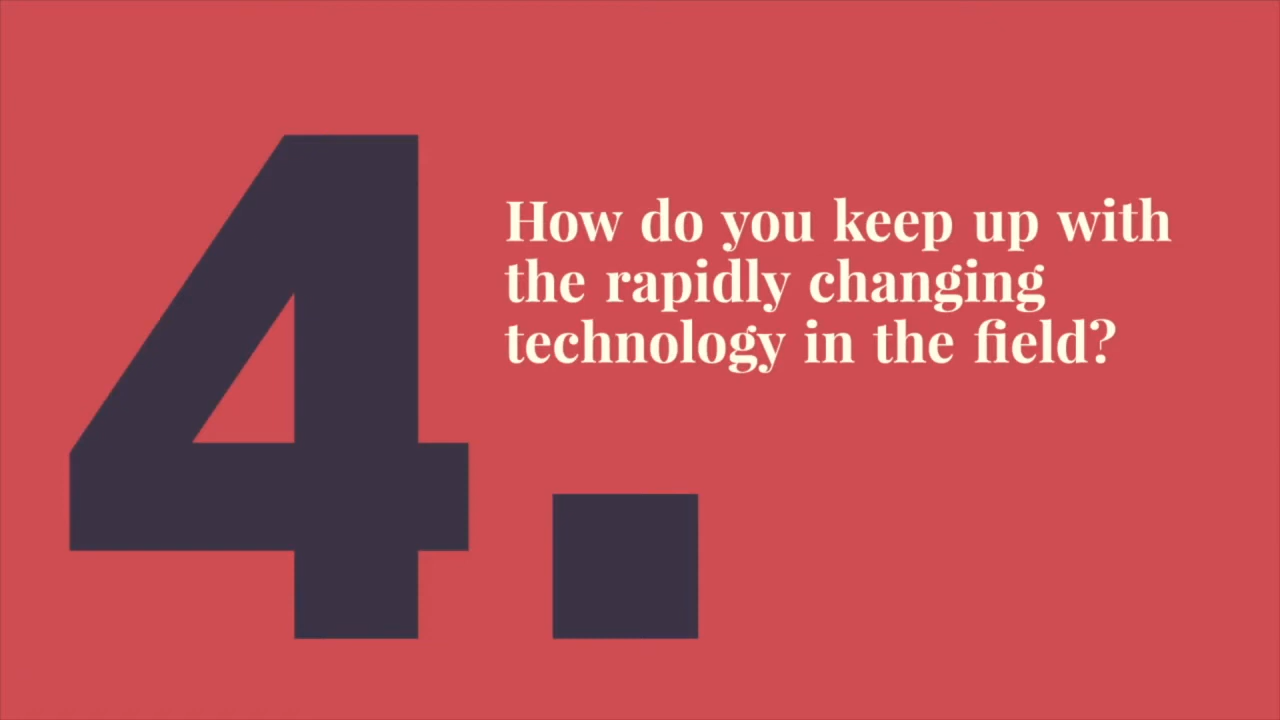 4.
How do you keep up with
the rapidly changing
technology in the field?